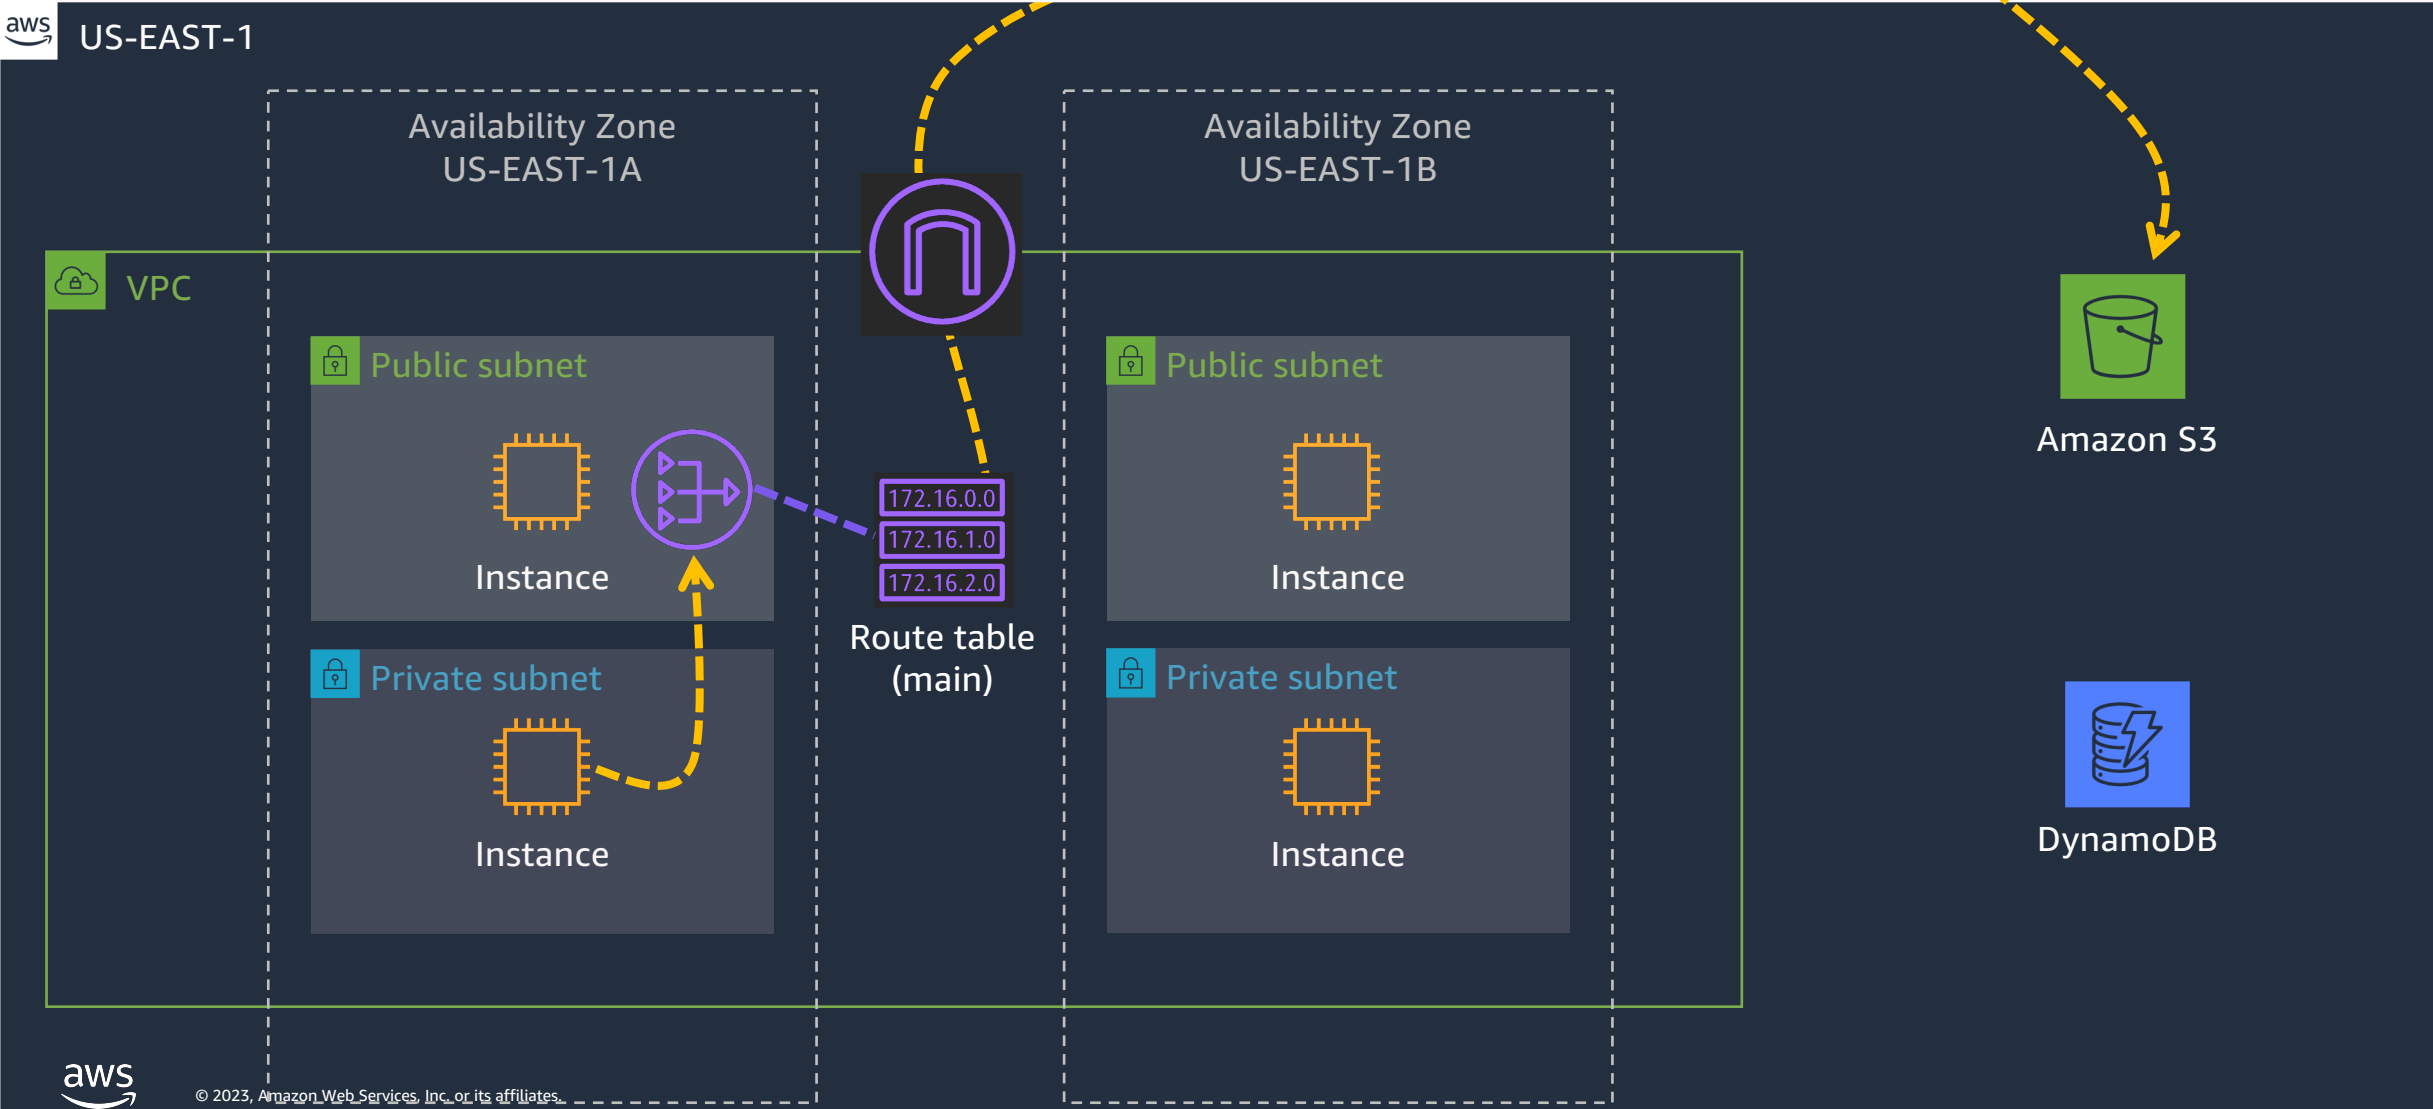 aws
US-EAST-1
Availability Zone
US-EAST-1A
Availability Zone
US-EAST-1B
VPC
Public subnet
Instance
Private subnet
Instance
172.16.0.0
172.16.1.0
172.16.2.0
Route table
(main)
Public subnet
Instance
Private subnet
Instance
Amazon S3
DynamoDB
aws
© 2023, Amazon Web Services, Inc. or its affiliates.